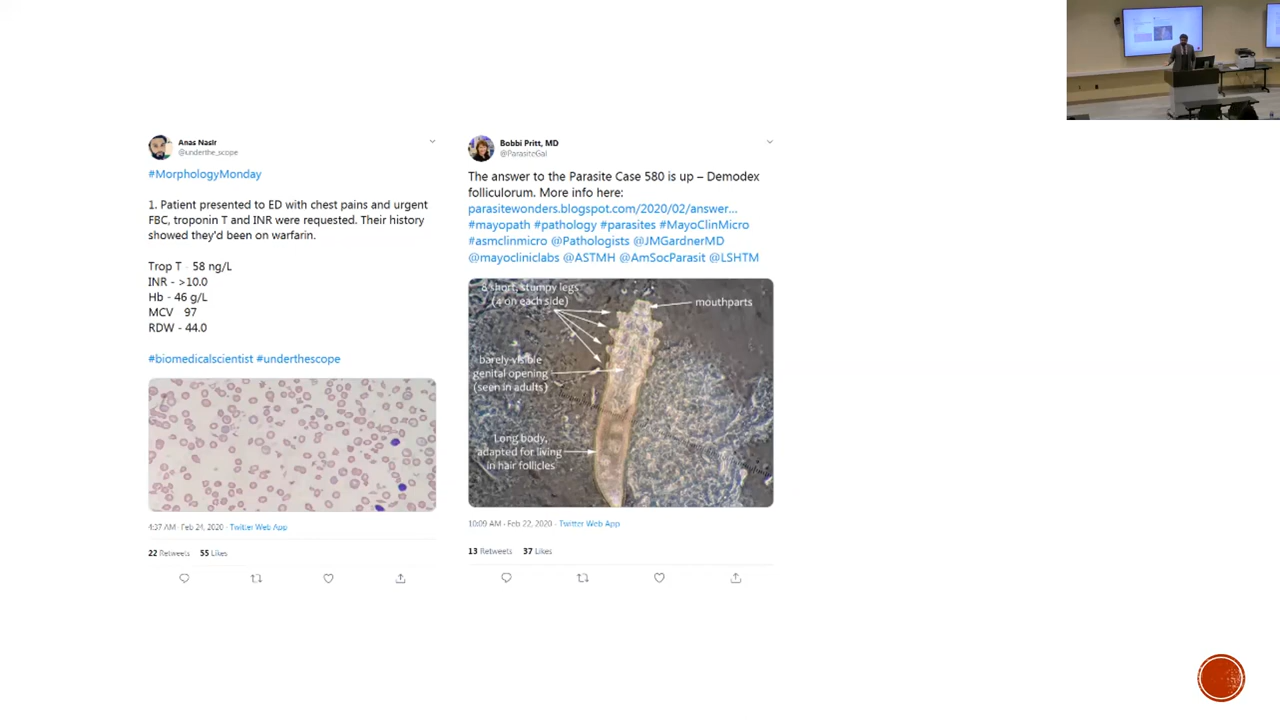 Anas Nasir
@underthe_scope
#MorphologyMonday
1. Patient presented to ED with chest pains and urgent
FBC, troponin T and INR were requested. Their history
showed they'd been on warfarin.
Trop T - 58 ng/L
INR - >10.0
Hb - 46 g/L
MCV 97
RDW - 44.0
#biomedicalscientist #underthescope
4:37 AM · Feb 24, 2020 · Twitter Web App
22 Retweets 55 Likes
Bobbi Pritt, MD
@ParasiteGal
The answer to the Parasite Case 580 is up – Demodex
folliculorum. More info here:
parasitewonders.blogspot.com/2020/02/answer...
#mayopath #pathology #parasites #MayoClinMicro
#asmclinmicro @Pathologists @JMGardnerMD
@mayocliniclabs @ASTMH @AmSocParasit @LSHTM
8 short, stumpy legs
(4 on each side)
mouthparts
barely-visible
genital opening
(seen in adults)
Long body,
adapted for living
in hair follicles
10:09 AM · Feb 22, 2020 · Twitter Web App
13 Retweets 37 Likes